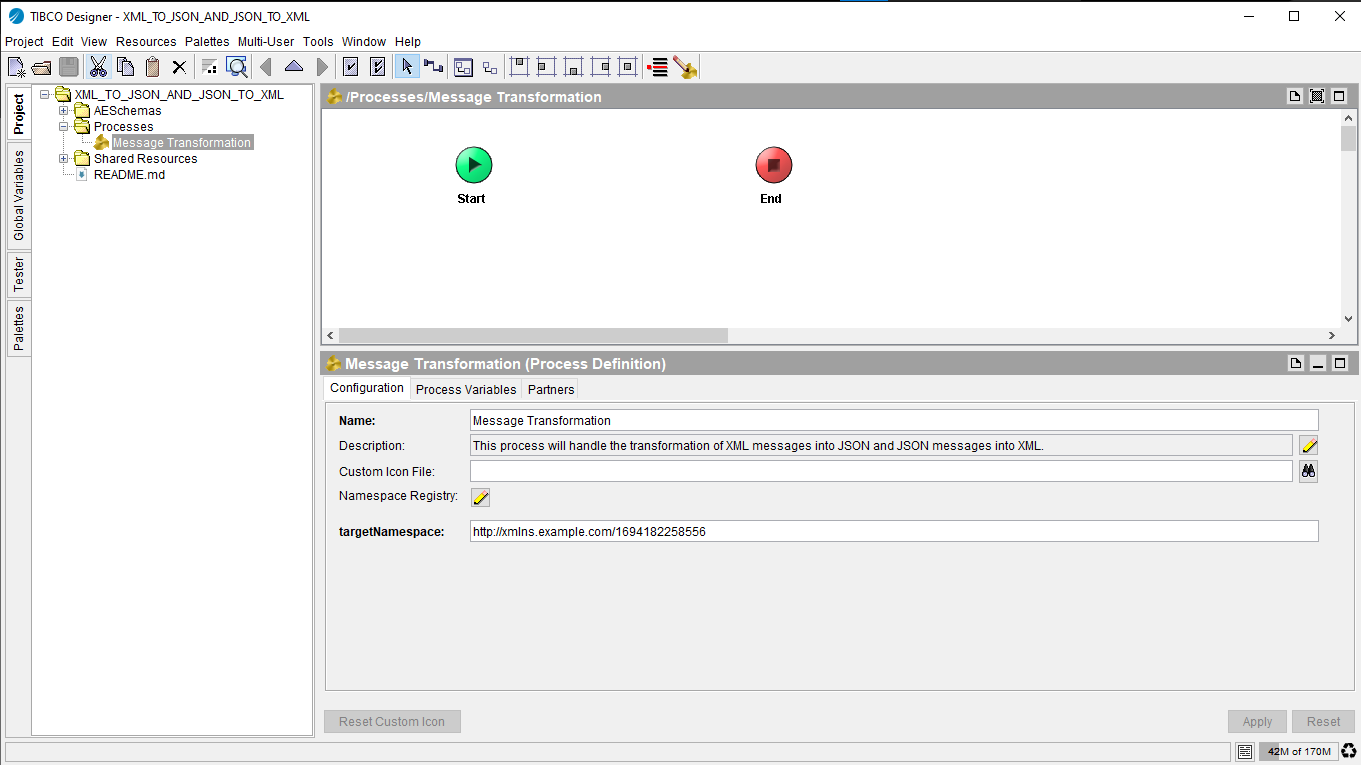 TIBCO Designer - XML_TO_JSON_AND_JSON_TO_XML
Project Edit View Resources Palettes Multi-User Tools Window Help
Project
Global Variables
Tester
Palettes
XML_TO_JSON_AND_JSON_TO_XML
AESchemas
Processes
Message Transformation
Shared Resources
README.md
/Processes/Message Transformation
Start
End
Message Transformation (Process Definition)
Configuration Process Variables Partners
Name: Message Transformation
Description: This process will handle the transformation of XML messages into JSON and JSON messages into XML.
Custom Icon File:
Namespace Registry:
targetNamespace: http://xmlns.example.com/1694182258556
Reset Custom Icon Apply Reset
42M of 170M